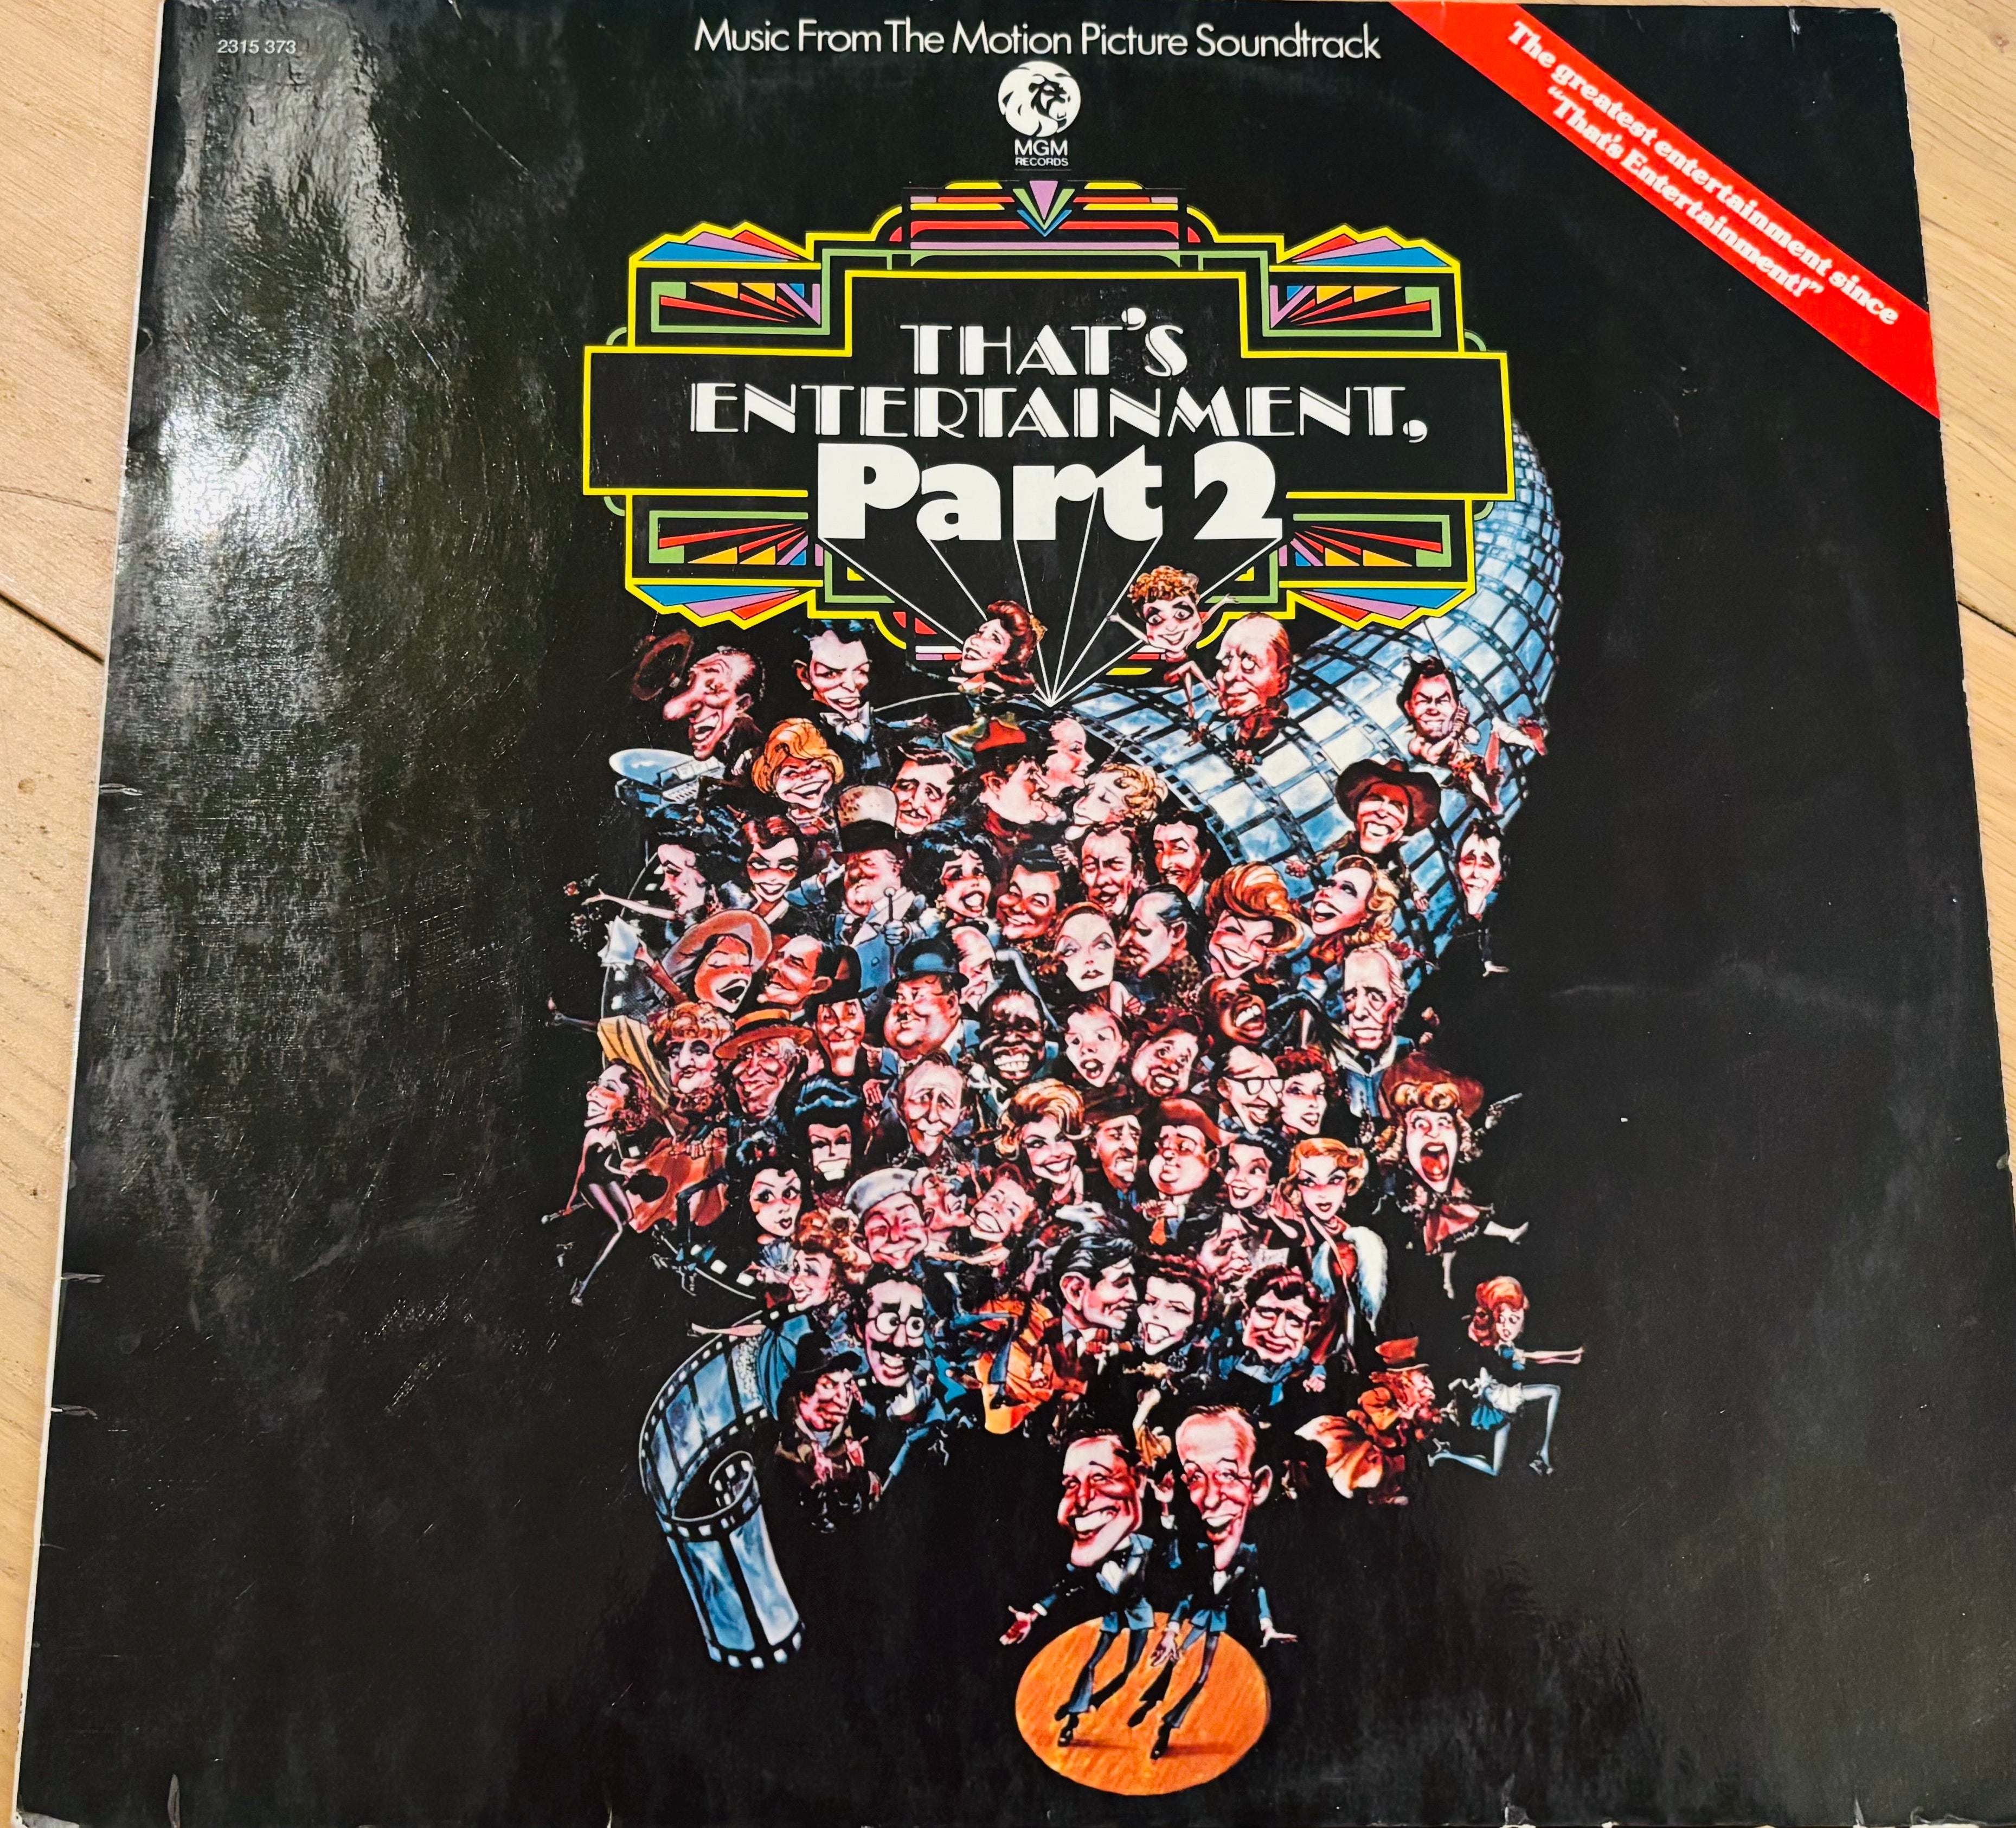 2315 373
Music From The Motion Picture Soundtrack
MGM
RECORDS
The greatest entertainment since
"That's Entertainment!"
THAT'S
ENTERTAINMENT,
Part 2